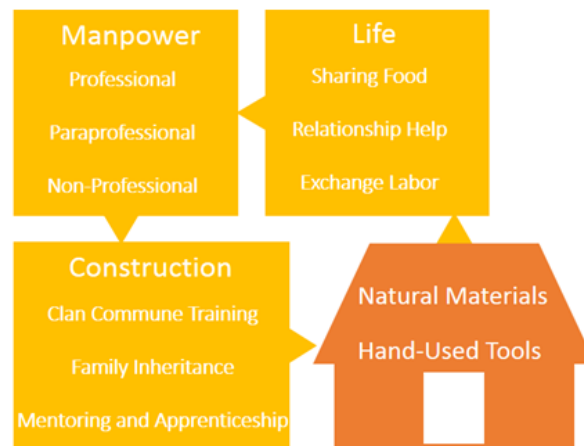 Manpower
Professional
Paraprofessional
Non-Professional
Life
Sharing Food
Relationship Help
Exchange Labor
Construction
Clan Commune Training
Family Inheritance
Mentoring and Apprenticeship
Natural Materials
Hand-Used Tools